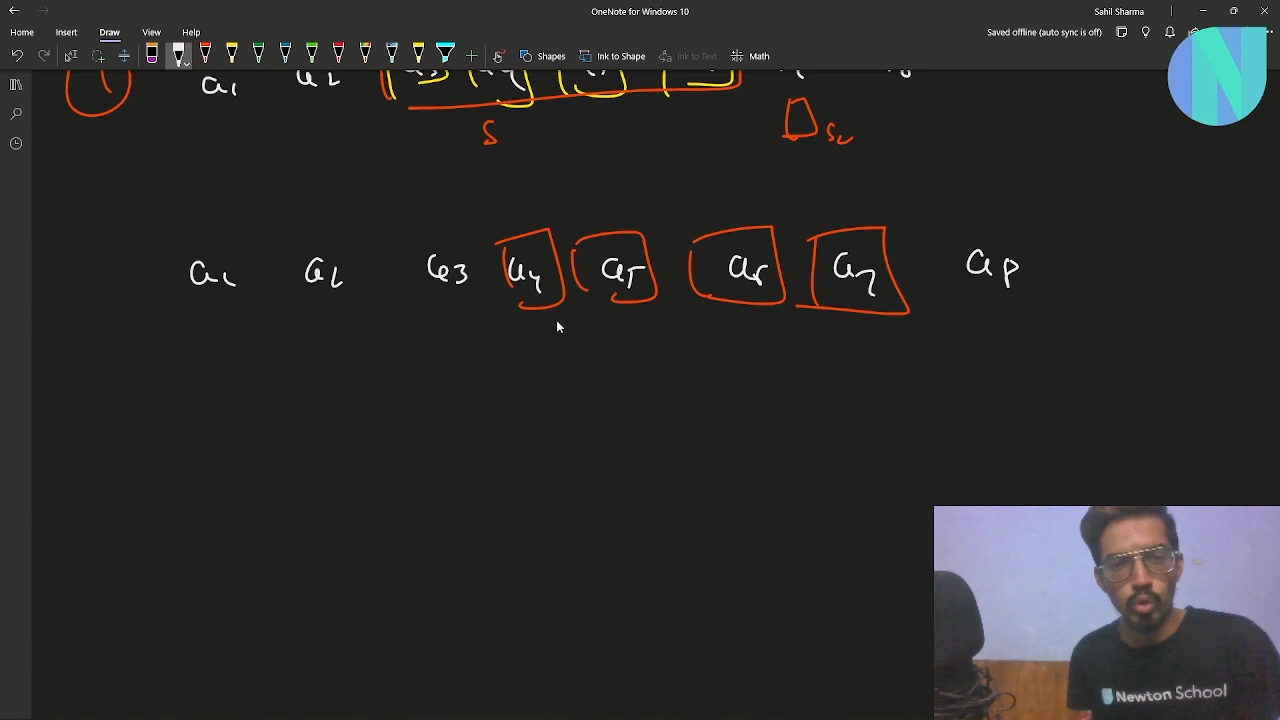 OneNote for Windows 10
Sahil Sharma
Home Insert Draw View Help
Saved offline (auto sync is off)
Shapes Ink to Shape Ink to Text Math
1
a1 a2
S
a1 a2 a3 a4 a5 a6 a7 a8
Newton School